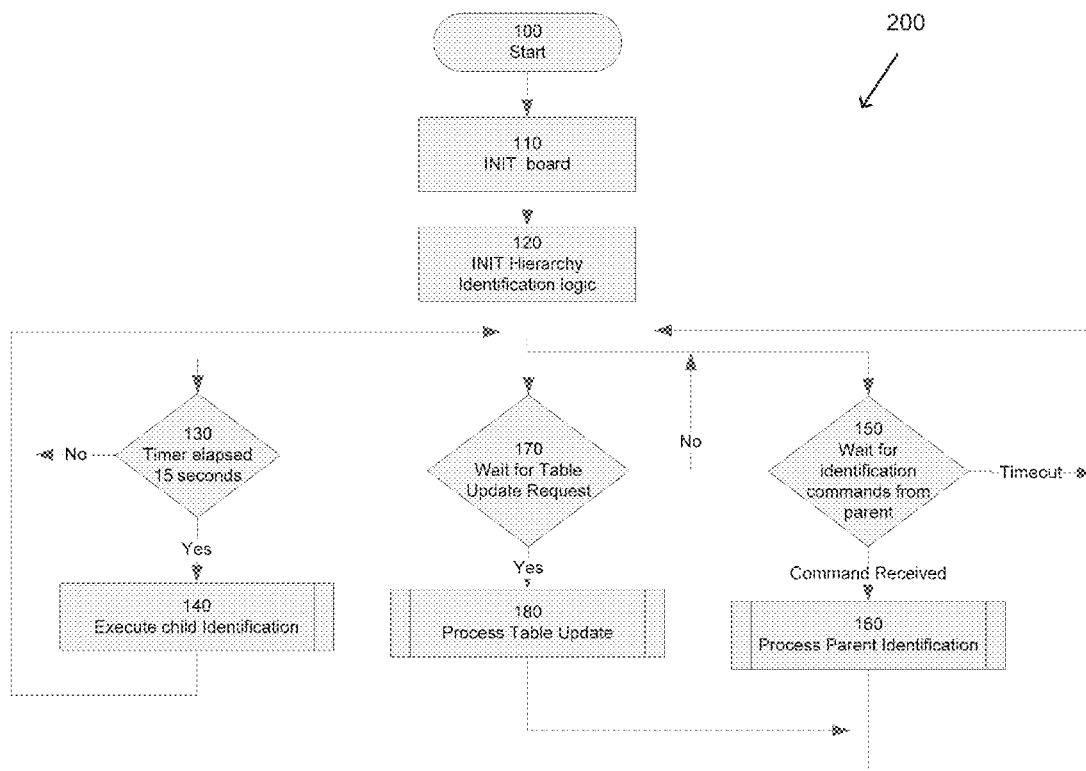 200
100
Start
110
INIT board
120
INIT Hierarchy
Identification logic
130
Timer elapsed
15 seconds
No
Yes
140
Execute child Identification
170
Wait for Table
Update Request
No
Yes
180
Process Table Update
150
Wait for
identification
commands from
parent
Timeout
Command Received
160
Process Parent Identification